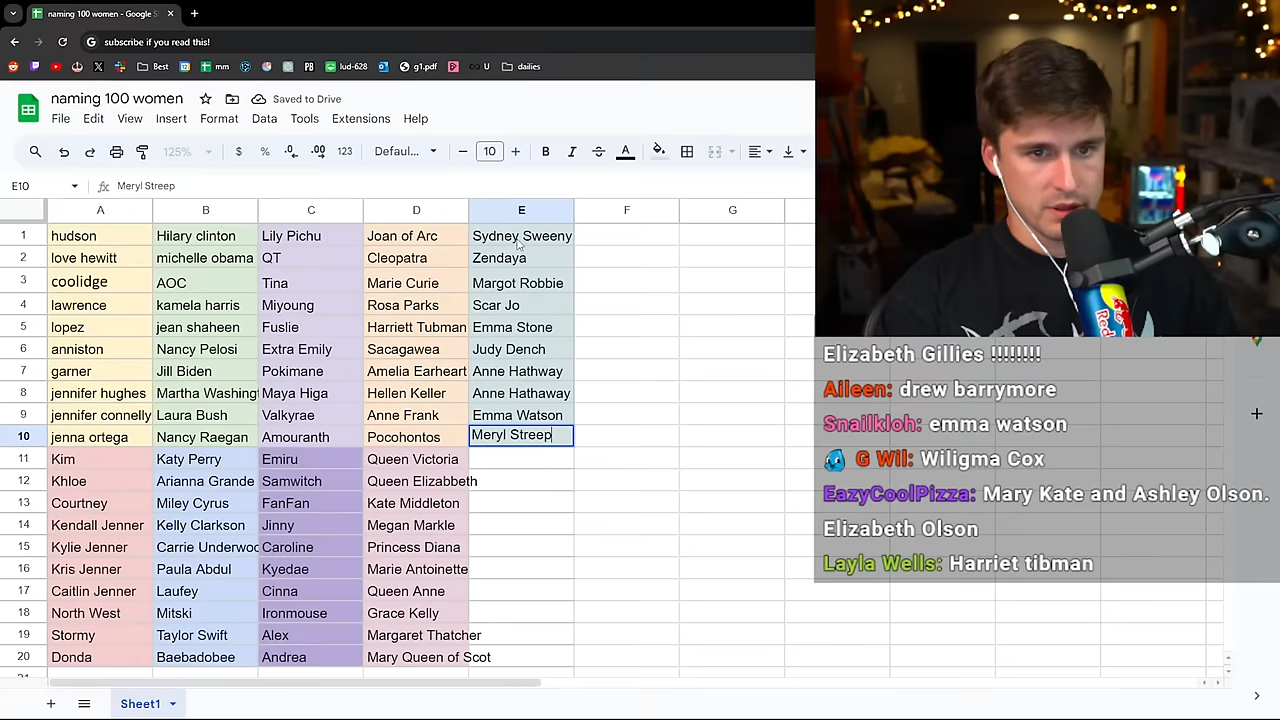 naming 100 women - Google S
subscribe if you read this!
Best mm lud-628 g1.pdf U dailies
naming 100 women Saved to Drive
File Edit View Insert Format Data Tools Extensions Help
125% $ % .0 .00 123 Defaul... 10 B I A
E10 fx Meryl Streep
A B C D E F G
1 hudson Hilary clinton Lily Pichu Joan of Arc Sydney Sweeny
2 love hewitt michelle obama QT Cleopatra Zendaya
3 coolidge AOC Tina Marie Curie Margot Robbie
4 lawrence kamela harris Miyoung Rosa Parks Scar Jo
5 lopez jean shaheen Fuslie Harriett Tubman Emma Stone
6 anniston Nancy Pelosi Extra Emily Sacagawea Judy Dench
7 garner Jill Biden Pokimane Amelia Earheart Anne Hathway
8 jennifer hughes Martha Washing Maya Higa Hellen Keller Anne Hathaway
9 jennifer connelly Laura Bush Valkyrae Anne Frank Emma Watson
10 jenna ortega Nancy Raegan Amouranth Pocohontos Meryl Streep
11 Kim Katy Perry Emiru Queen Victoria
12 Khloe Arianna Grande Samwitch Queen Elizabbeth
13 Courtney Miley Cyrus FanFan Kate Middleton
14 Kendall Jenner Kelly Clarkson Jinny Megan Markle
15 Kylie Jenner Carrie Underwoo Caroline Princess Diana
16 Kris Jenner Paula Abdul Kyedae Marie Antoinette
17 Caitlin Jenner Laufey Cinna Queen Anne
18 North West Mitski Ironmouse Grace Kelly
19 Stormy Taylor Swift Alex Margaret Thatcher
20 Donda Baebadobee Andrea Mary Queen of Scot
Sheet1
Red
Elizabeth Gillies !!!!!!!!
Aileen: drew barrymore
Snailkloh: emma watson
G Wil: Wiligma Cox
EazyCoolPizza: Mary Kate and Ashley Olson.
Elizabeth Olson
Layla Wells: Harriet tibman